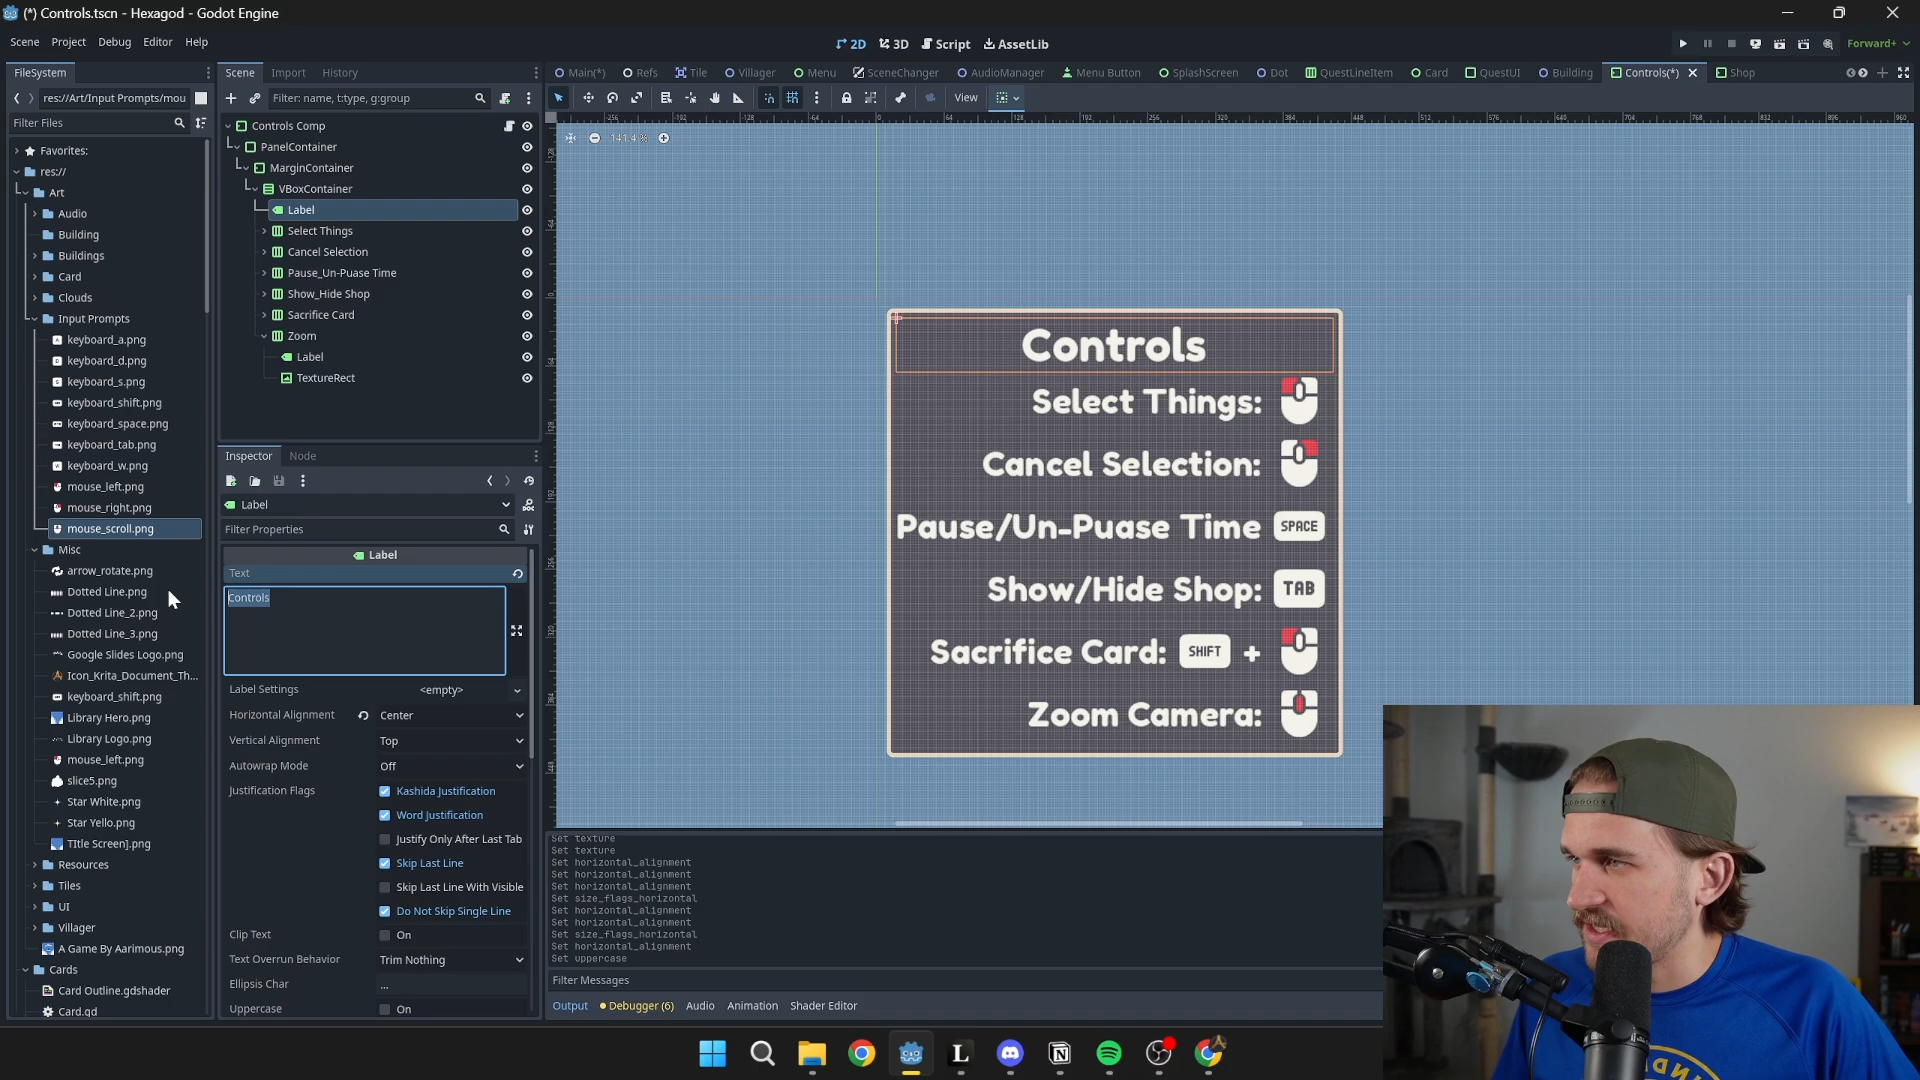 (*) Controls.tscn - Hexagod - Godot Engine
Scene Project Debug Editor Help
2D 3D Script AssetLib
Forward+
FileSystem
res://Art/Input Prompts/mou
Filter Files
Favorites:
res://
Art
Audio
Building
Buildings
Card
Clouds
Input Prompts
keyboard_a.png
keyboard_d.png
keyboard_s.png
keyboard_shift.png
keyboard_space.png
keyboard_tab.png
keyboard_w.png
mouse_left.png
mouse_right.png
mouse_scroll.png
Misc
arrow_rotate.png
Dotted Line.png
Dotted Line_2.png
Dotted Line_3.png
Google Slides Logo.png
Icon_Krita_Document_Th...
keyboard_shift.png
Library Hero.png
Library Logo.png
mouse_left.png
slice5.png
Star White.png
Star Yello.png
TItle Screen].png
Resources
Tiles
UI
Villager
A Game By Aarimous.png
Cards
Card Outline.gdshader
Card.gd
Scene Import History
Filter: name, t:type, g:group
Controls Comp
PanelContainer
MarginContainer
VBoxContainer
Label
Select Things
Cancel Selection
Pause_Un-Puase Time
Show_Hide Shop
Sacrifice Card
Zoom
Label
TextureRect
Inspector Node
Label
Filter Properties
Label
Text
Controls
Label Settings <empty>
Horizontal Alignment Center
Vertical Alignment Top
Autowrap Mode Off
Justification Flags Kashida Justification
Word Justification
Justify Only After Last Tab
Skip Last Line
Skip Last Line With Visible
Do Not Skip Single Line
Clip Text On
Text Overrun Behavior Trim Nothing
Ellipsis Char ...
Uppercase On
Main(*) Refs Tile Villager Menu SceneChanger AudioManager Menu Button SplashScreen Dot QuestLineItem Card QuestUI Building Controls(*) Shop
View
141.4 %
Controls
Select Things:
Cancel Selection:
Pause/Un-Puase Time SPACE
Show/Hide Shop: TAB
Sacrifice Card: SHIFT +
Zoom Camera:
Set texture
Set texture
Set horizontal_alignment
Set horizontal_alignment
Set horizontal_alignment
Set size_flags_horizontal
Set horizontal_alignment
Set horizontal_alignment
Set size_flags_horizontal
Set horizontal_alignment
Set uppercase
Filter Messages
Output Debugger (6) Audio Animation Shader Editor